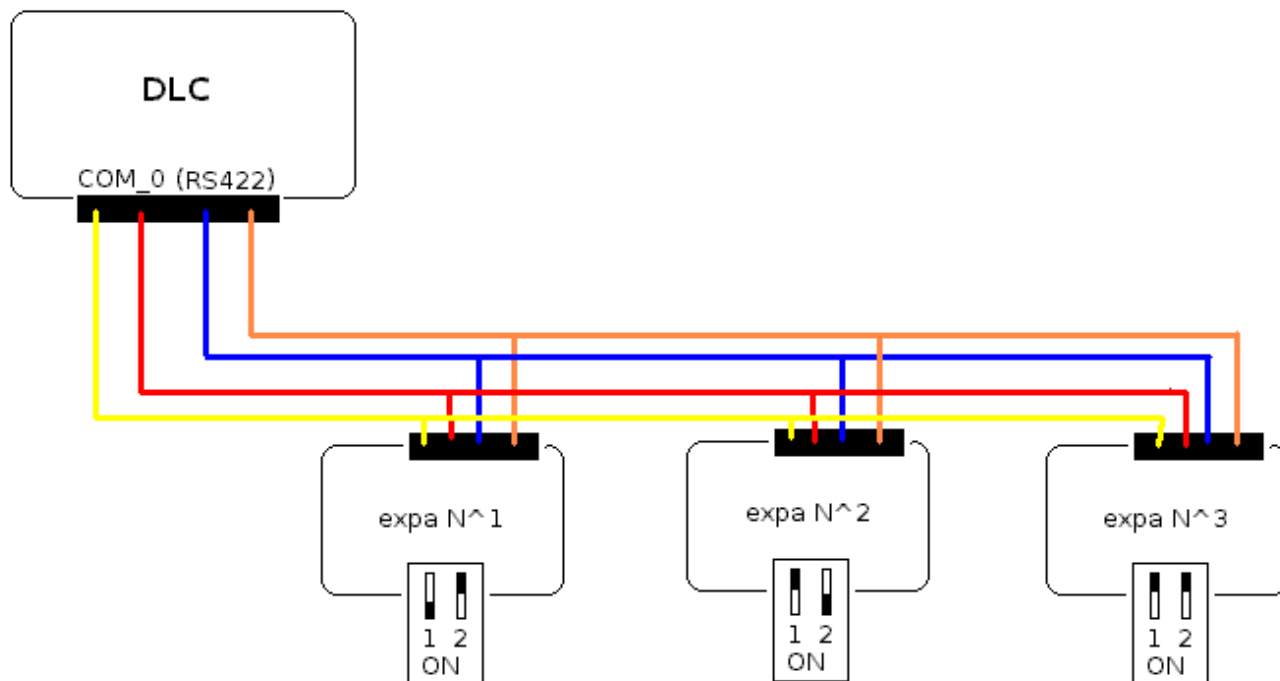 DLC
COM_0 (RS422)
expa N^1
expa N^2
expa N^3
1 2
ON
1 2
ON
1 2
ON